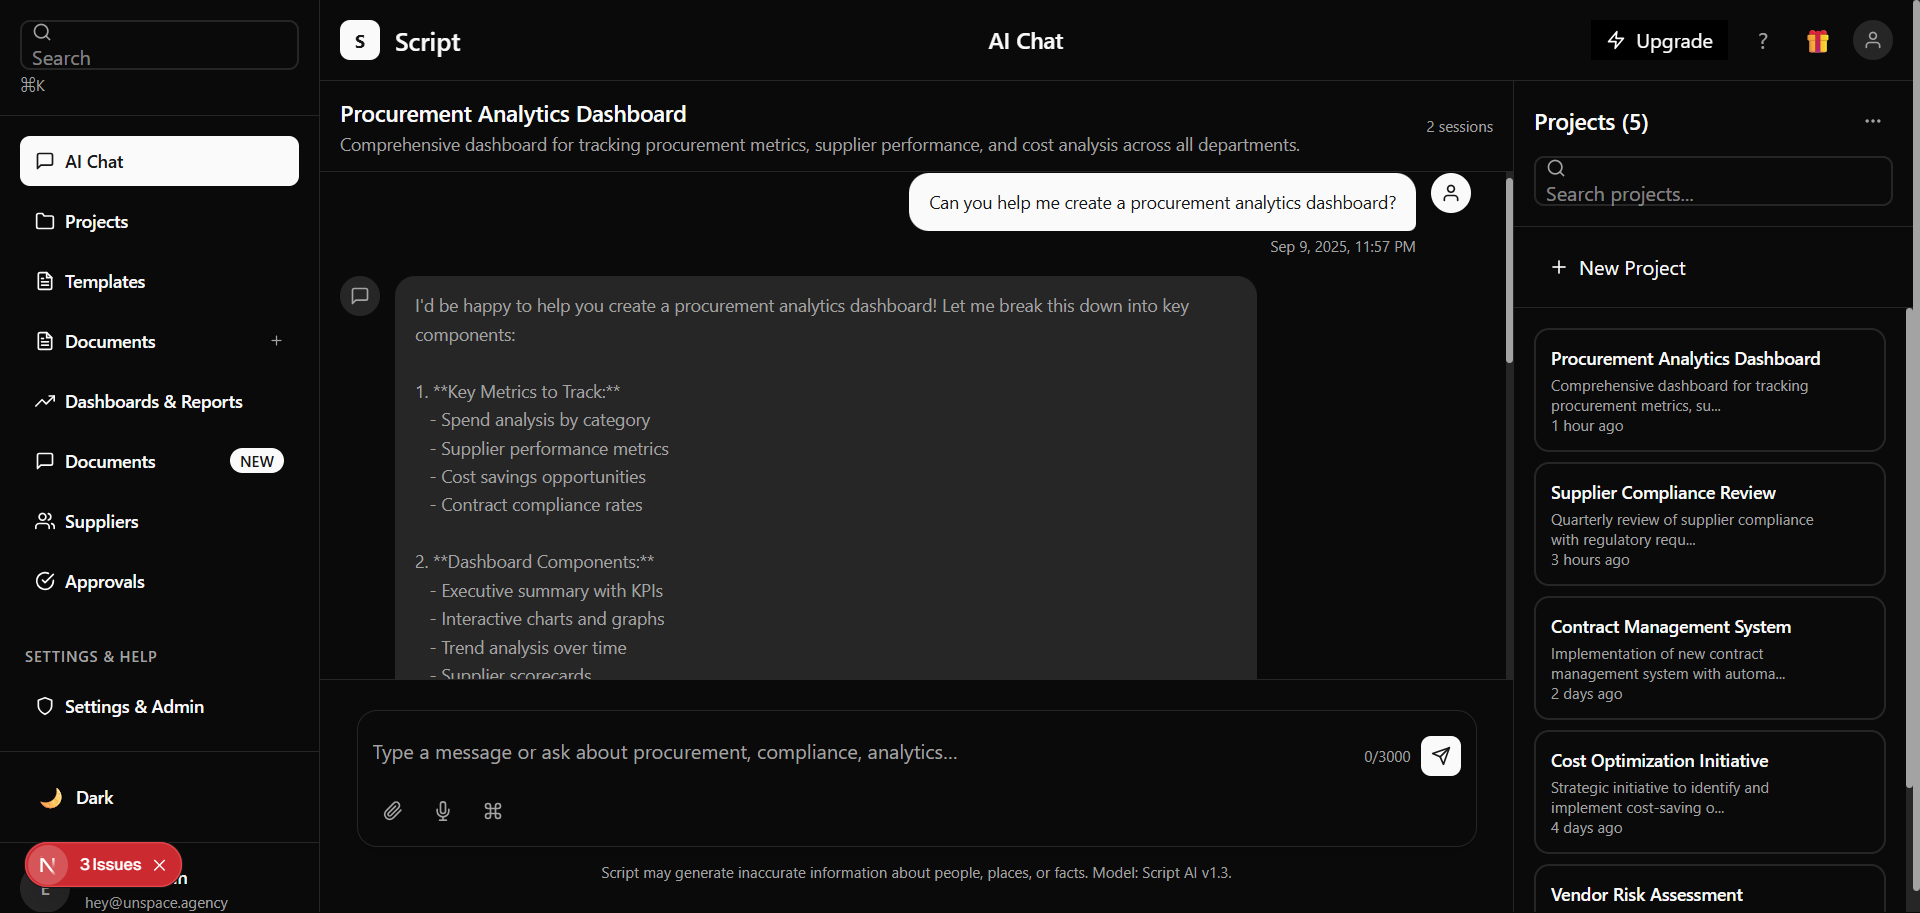 Search
⌘K
AI Chat
Projects
Templates
Documents
Dashboards & Reports
Documents NEW
Suppliers
Approvals
SETTINGS & HELP
Settings & Admin
Dark
N 3 Issues
hey@unspace.agency
S Script
AI Chat
Upgrade ?
Procurement Analytics Dashboard
Comprehensive dashboard for tracking procurement metrics, supplier performance, and cost analysis across all departments.
2 sessions
Can you help me create a procurement analytics dashboard?
Sep 9, 2025, 11:57 PM
I'd be happy to help you create a procurement analytics dashboard! Let me break this down into key
components:
1. **Key Metrics to Track:**
- Spend analysis by category
- Supplier performance metrics
- Cost savings opportunities
- Contract compliance rates
2. **Dashboard Components:**
- Executive summary with KPIs
- Interactive charts and graphs
- Trend analysis over time
- Supplier scorecards
Type a message or ask about procurement, compliance, analytics...
0/3000
Script may generate inaccurate information about people, places, or facts. Model: Script AI v1.3.
Projects (5)
Search projects...
+ New Project
Procurement Analytics Dashboard
Comprehensive dashboard for tracking
procurement metrics, su...
1 hour ago
Supplier Compliance Review
Quarterly review of supplier compliance
with regulatory requ...
3 hours ago
Contract Management System
Implementation of new contract
management system with automa...
2 days ago
Cost Optimization Initiative
Strategic initiative to identify and
implement cost-saving o...
4 days ago
Vendor Risk Assessment